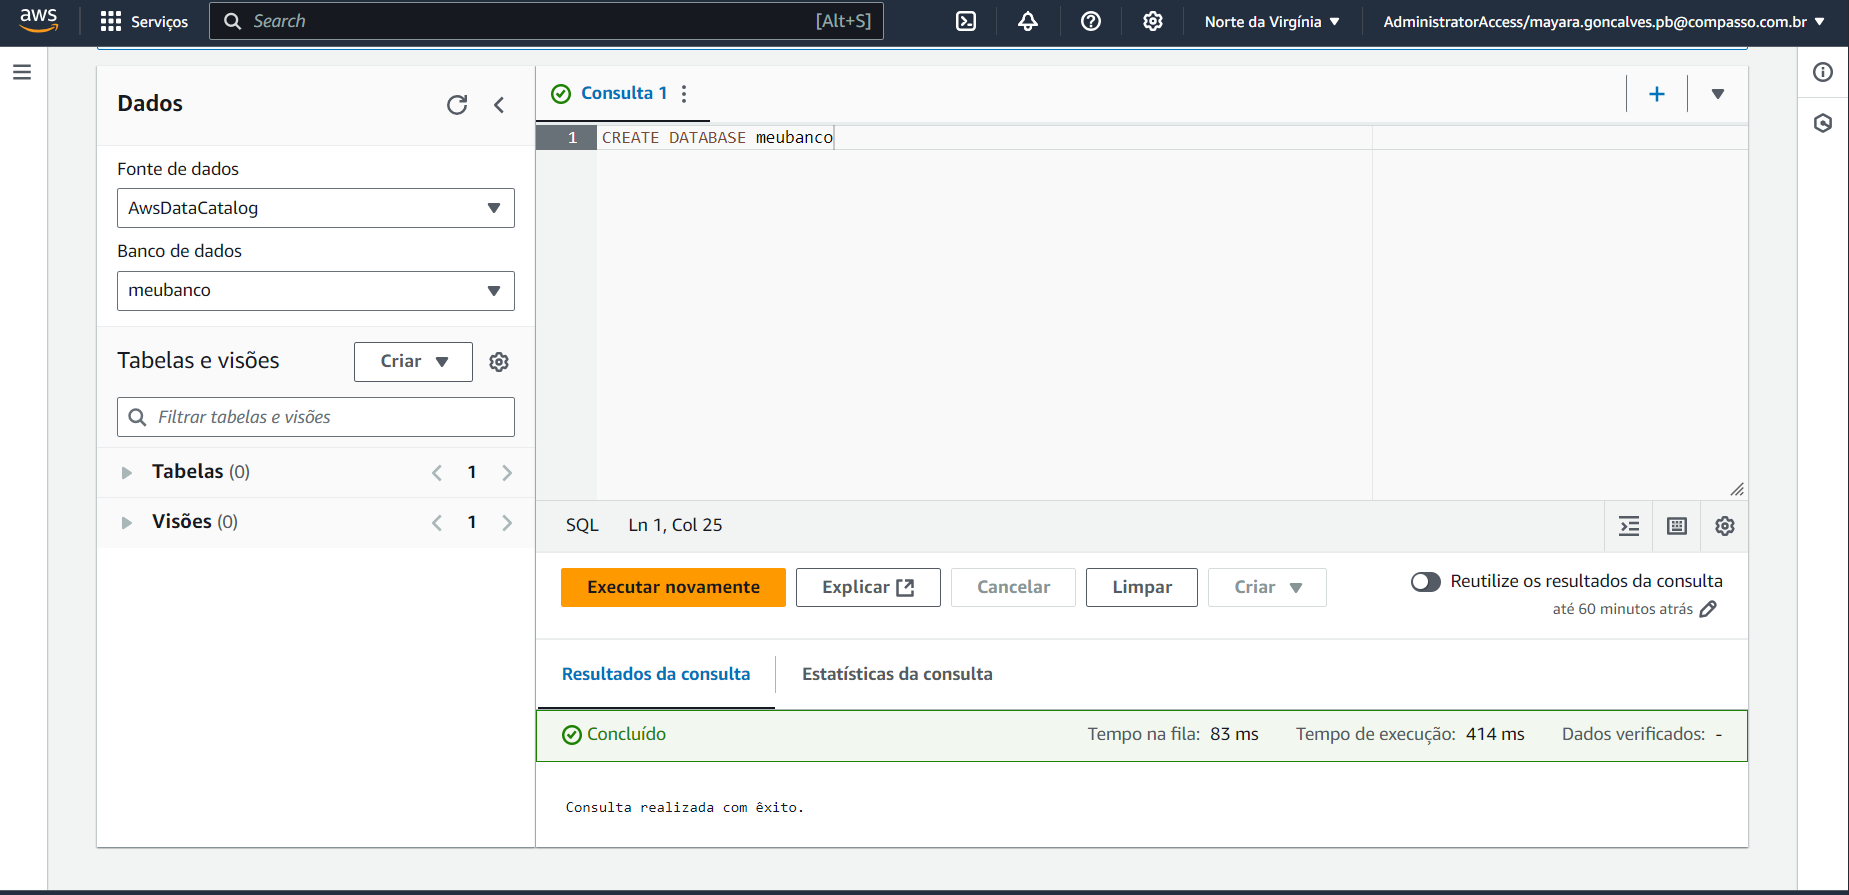 aws
Serviços
Search
[Alt+S]
Norte da Virgínia
AdministratorAccess/mayara.goncalves.pb@compasso.com.br
Dados
Fonte de dados
AwsDataCatalog
Banco de dados
meubanco
Tabelas e visões
Criar
Filtrar tabelas e visões
Tabelas (0)
1
Visões (0)
1
Consulta 1
1 CREATE DATABASE meubanco
SQL
Ln 1, Col 25
Executar novamente
Explicar
Cancelar
Limpar
Criar
Reutilize os resultados da consulta
até 60 minutos atrás
Resultados da consulta
Estatísticas da consulta
Concluído
Tempo na fila: 83 ms
Tempo de execução: 414 ms
Dados verificados: -
Consulta realizada com êxito.